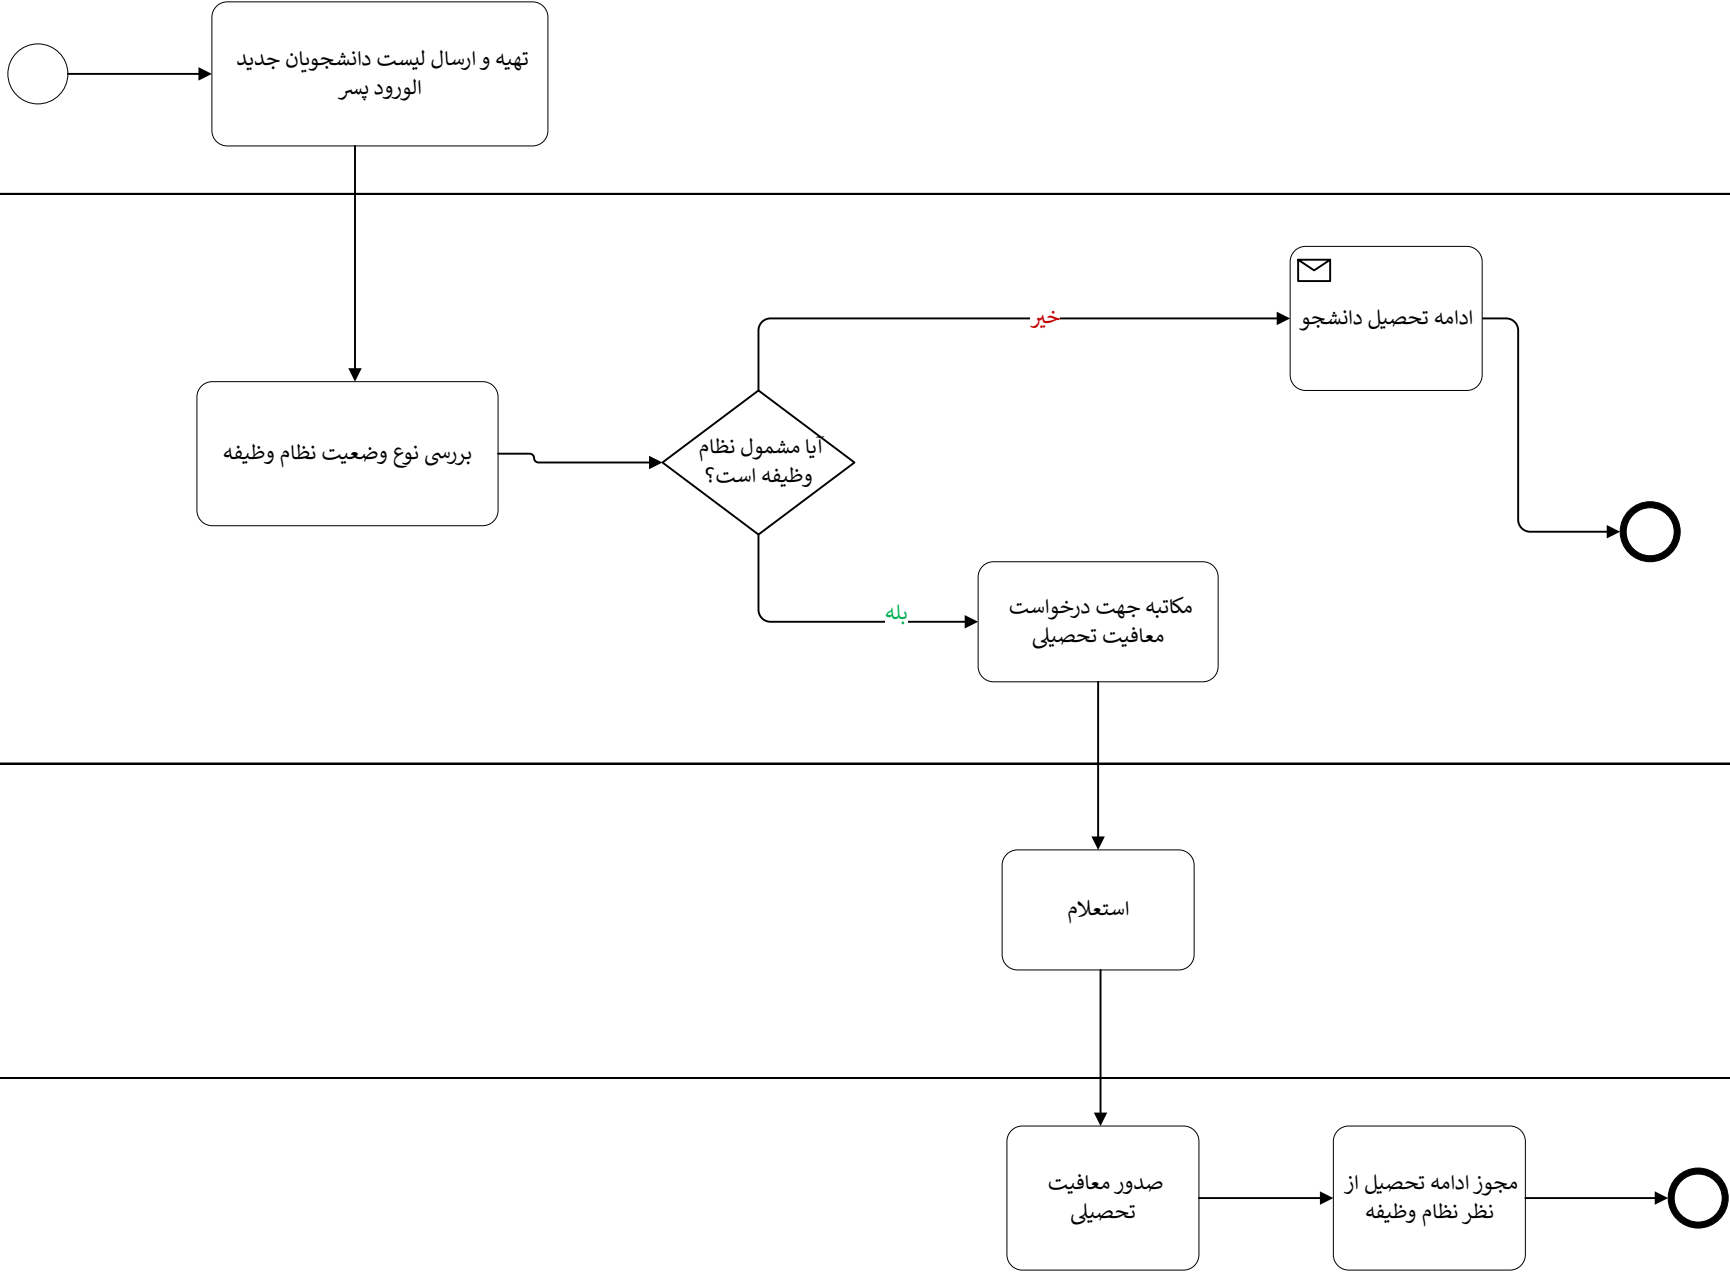 تهیه و ارسال لیست دانشجویان جدید
الورود پسر
ادامه تحصیل دانشجو
خیر
آیا مشمول نظام
وظیفه است؟
بررسی نوع وضعیت نظام وظیفه
بله
مکاتبه جهت درخواست
معافیت تحصیلی
استعلام
صدور معافیت
تحصیلی
مجوز ادامه تحصیل از
نظر نظام وظیفه